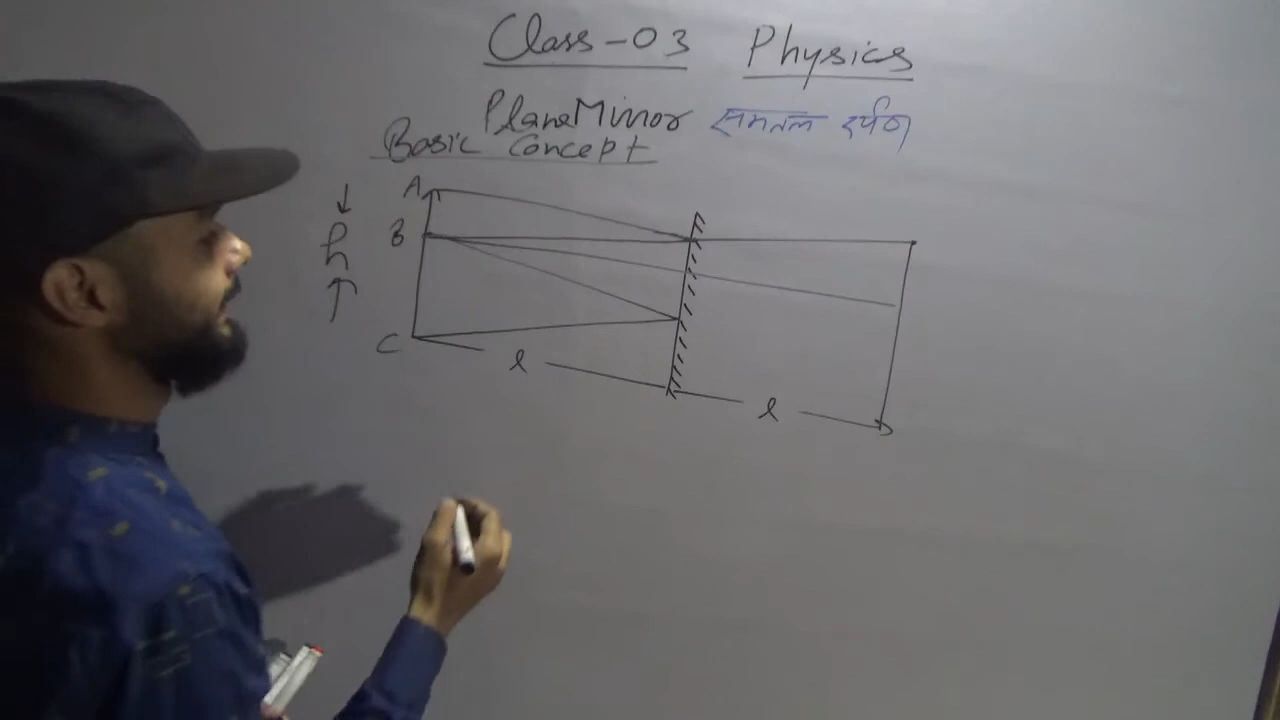 Class-03 Physics
Plane Mirror समतल दर्पण
Basic Concept
A
B
h
C
l
l